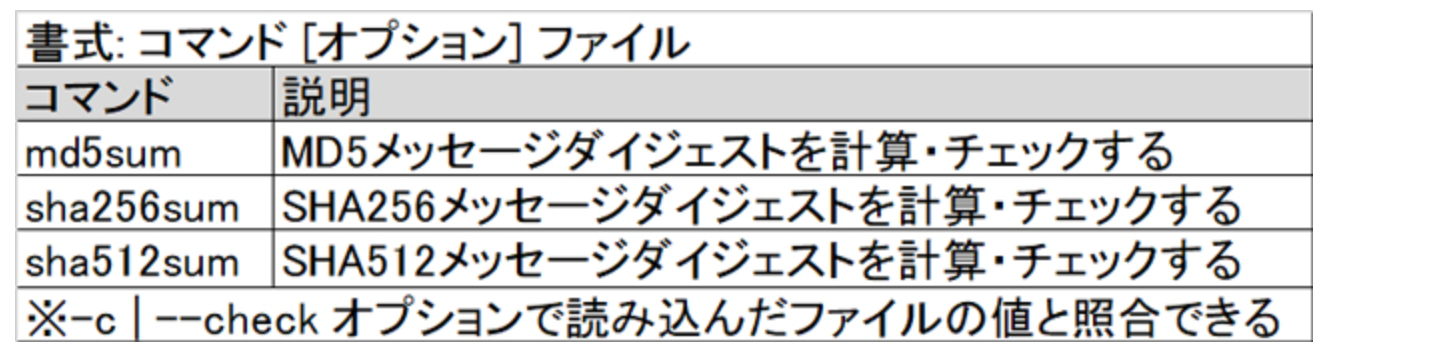 書式: コマンド [オプション] ファイル
コマンド 説明
md5sum MD5メッセージダイジェストを計算・チェックする
sha256sum SHA256メッセージダイジェストを計算・チェックする
sha512sum SHA512メッセージダイジェストを計算・チェックする
※-c | --check オプションで読み込んだファイルの値と照合できる